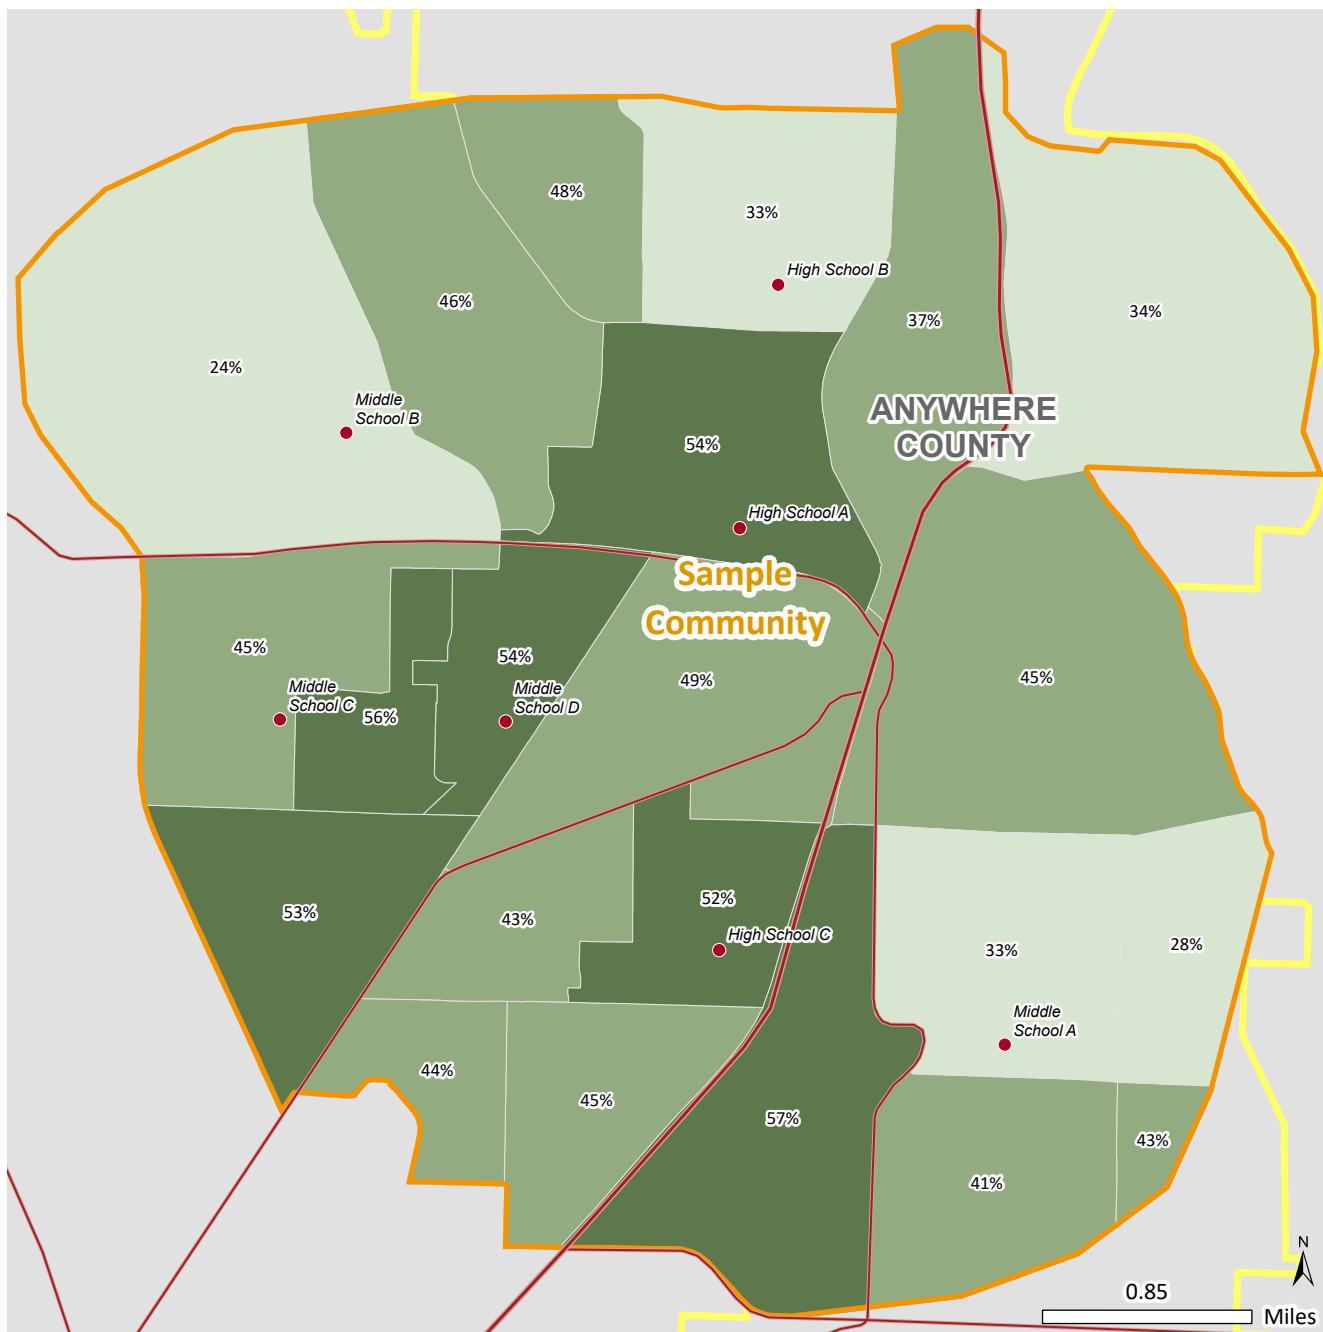 48%
33%
High School B
46%
34%
37%
24%
Middle
School B
ANYWHERE
COUNTY
54%
High School A
Sample
Community
45%
54%
49%
45%
Middle
School C
Middle
School D
56%
52%
53%
43%
High School C
33%
28%
Middle
School A
44%
45%
57%
43%
41%
N
0.85
Miles